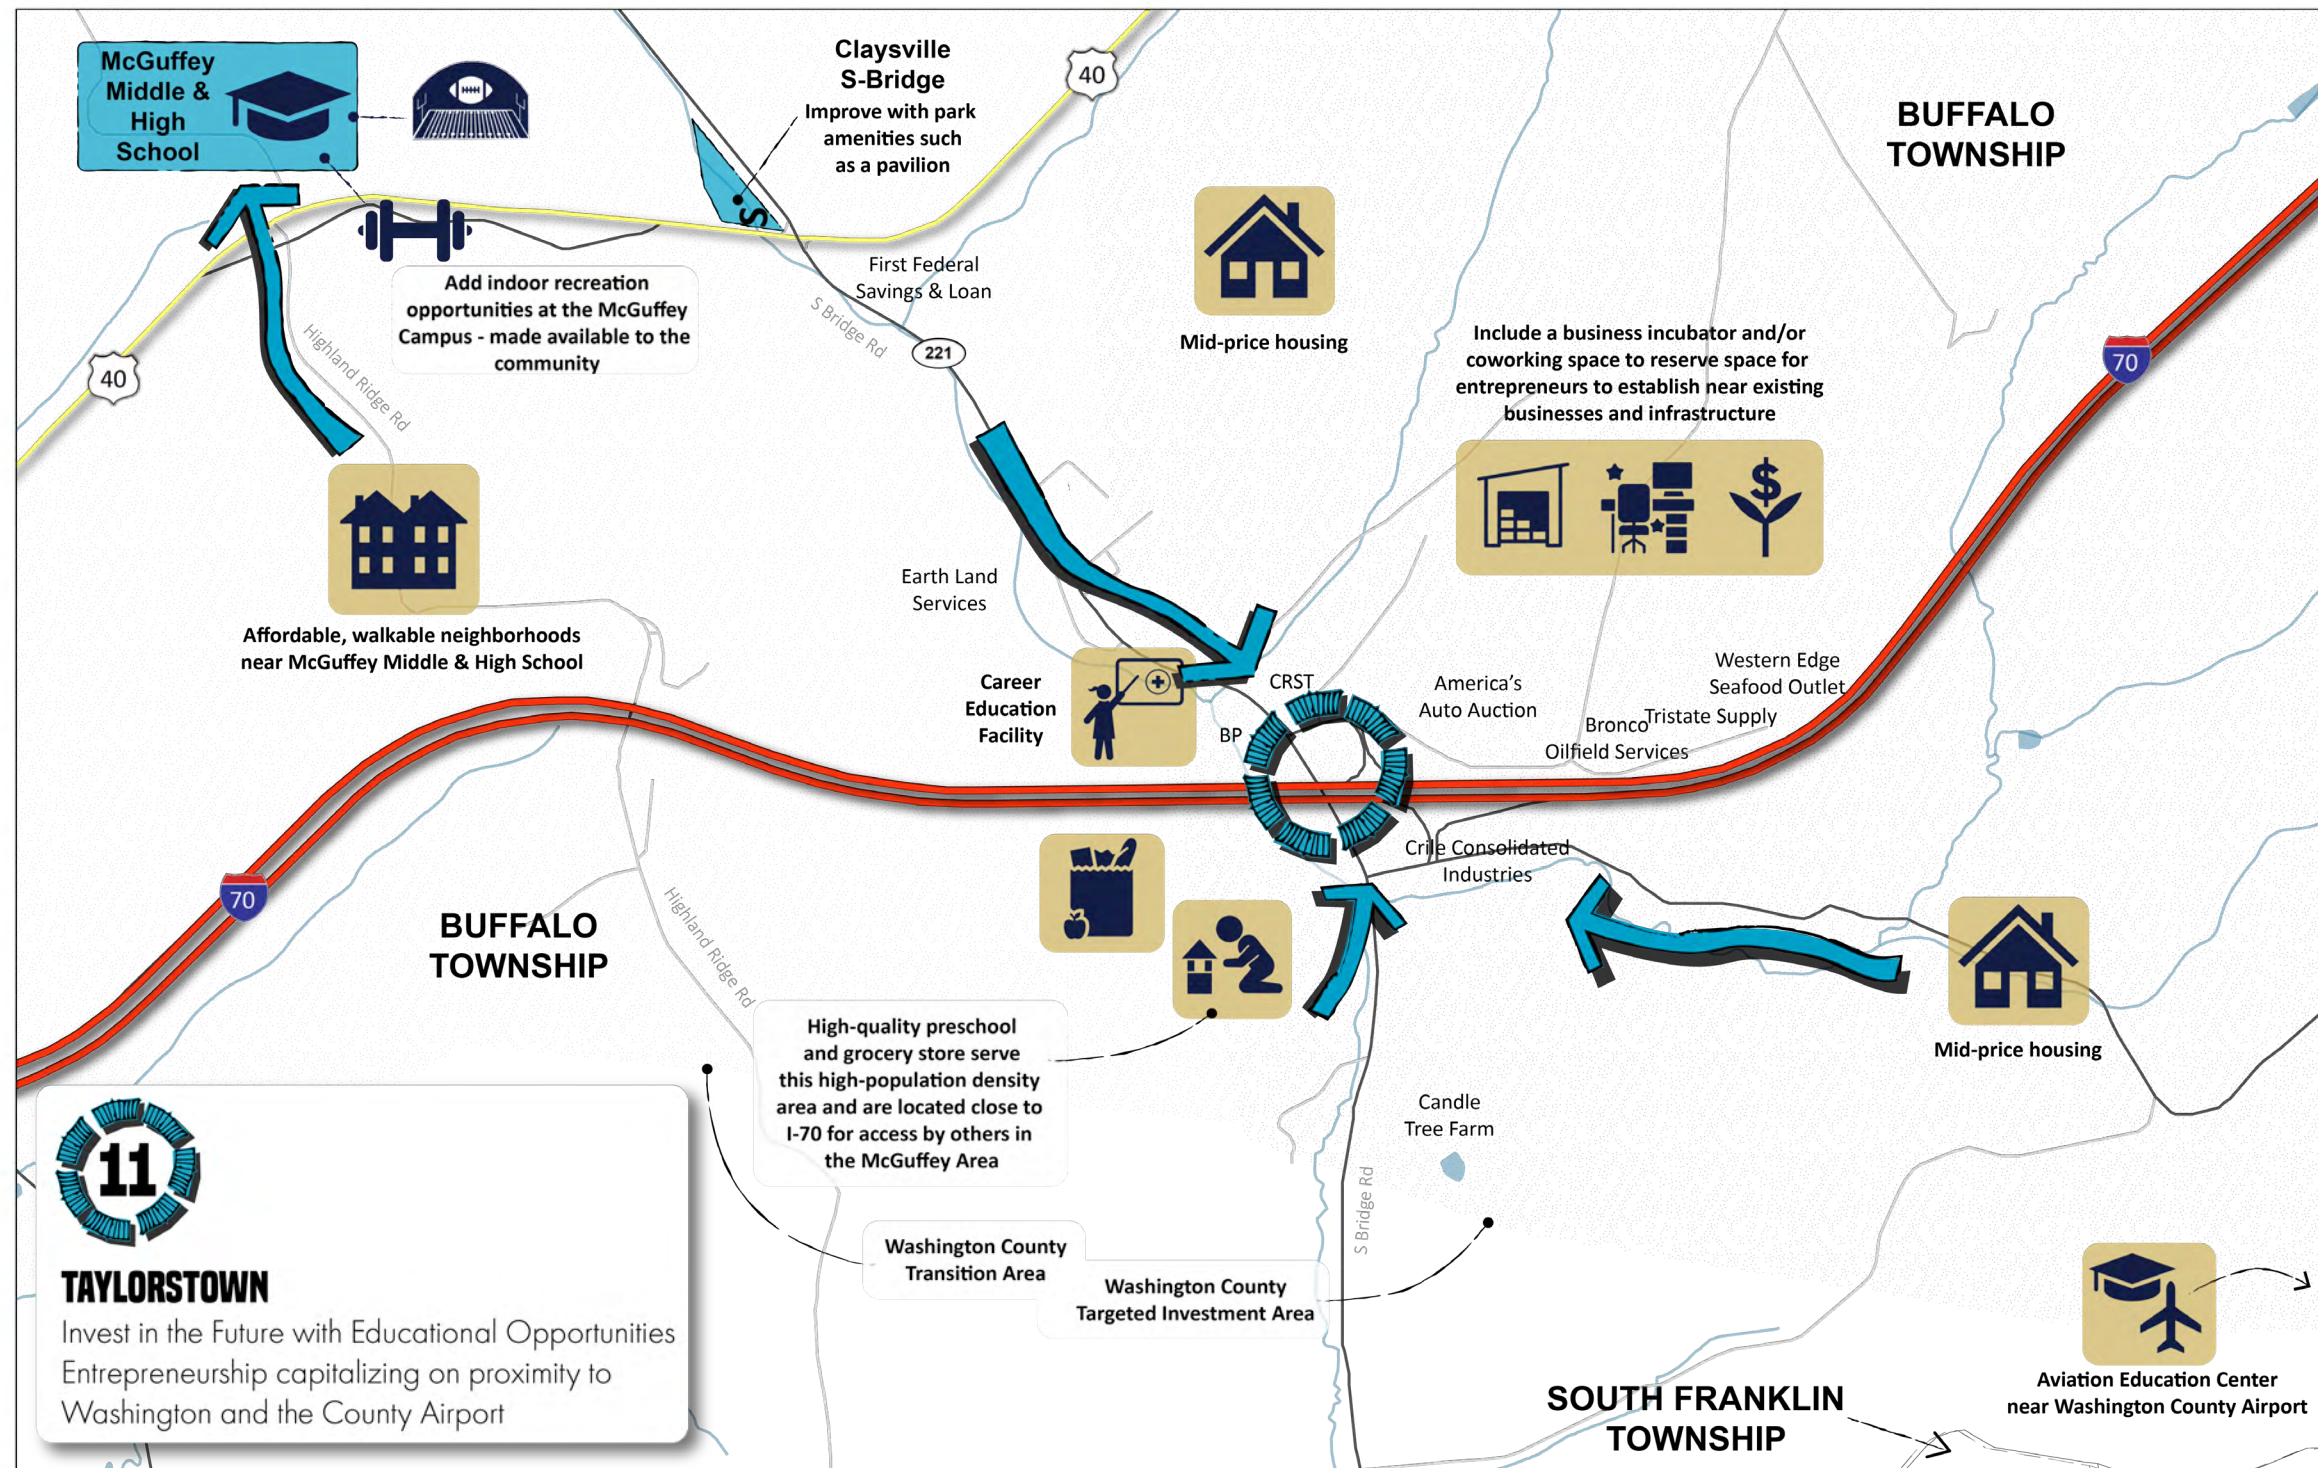 McGuffey
Middle &
High
School
Claysville
S-Bridge
Improve with park
amenities such
as a pavilion
40
BUFFALO
TOWNSHIP
S
First Federal
Savings & Loan
Add indoor recreation
opportunities at the McGuffey
Campus - made available to the
community
S Bridge Rd
Highland Ridge Rd
40
221
Mid-price housing
Include a business incubator and/or
coworking space to reserve space for
entrepreneurs to establish near existing
businesses and infrastructure
70
$
Earth Land
Services
Affordable, walkable neighborhoods
near McGuffey Middle & High School
Career
Education
Facility
CRST
BP
America's
Auto Auction
Western Edge
Seafood Outlet
Tristate Supply
Bronco
Oilfield Services
Crile Consolidated
Industries
70
BUFFALO
TOWNSHIP
Highland Ridge Rd
High-quality preschool
and grocery store serve
this high-population density
area and are located close to
I-70 for access by others in
the McGuffey Area
Mid-price housing
Candle
Tree Farm
S Bridge Rd
Washington County
Transition Area
Washington County
Targeted Investment Area
11
TAYLORSTOWN
Invest in the Future with Educational Opportunities
Entrepreneurship capitalizing on proximity to
Washington and the County Airport
SOUTH FRANKLIN
TOWNSHIP
Aviation Education Center
near Washington County Airport